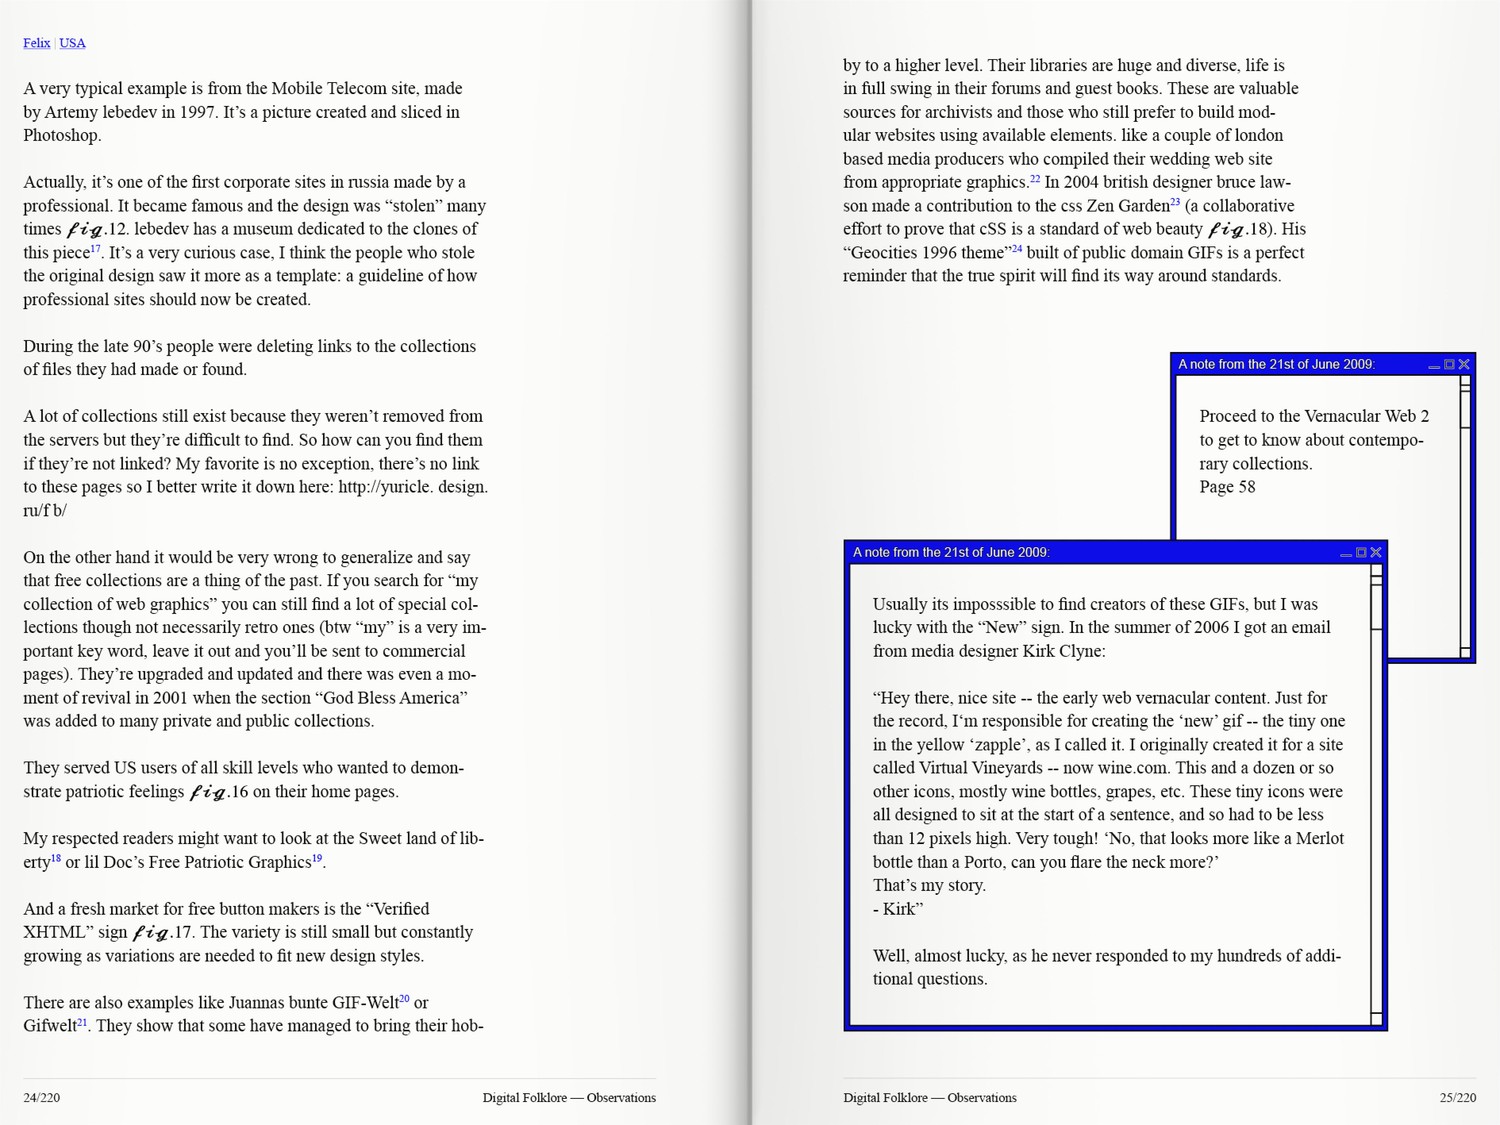 Felix | USA
A very typical example is from the Mobile Telecom site, made
by Artemy lebedev in 1997. It’s a picture created and sliced in
Photoshop.
Actually, it’s one of the first corporate sites in russia made by a
professional. It became famous and the design was “stolen” many
times fig.12. lebedev has a museum dedicated to the clones of
this piece17. It’s a very curious case, I think the people who stole
the original design saw it more as a template: a guideline of how
professional sites should now be created.
During the late 90’s people were deleting links to the collections
of files they had made or found.
A lot of collections still exist because they weren’t removed from
the servers but they’re difficult to find. So how can you find them
if they’re not linked? My favorite is no exception, there’s no link
to these pages so I better write it down here: http://yuricle. design.
ru/f b/
On the other hand it would be very wrong to generalize and say
that free collections are a thing of the past. If you search for “my
collection of web graphics” you can still find a lot of special col-
lections though not necessarily retro ones (btw “my” is a very im-
portant key word, leave it out and you’ll be sent to commercial
pages). They’re upgraded and updated and there was even a mo-
ment of revival in 2001 when the section “God Bless America”
was added to many private and public collections.
They served US users of all skill levels who wanted to demon-
strate patriotic feelings fig.16 on their home pages.
My respected readers might want to look at the Sweet land of lib-
erty18 or lil Doc’s Free Patriotic Graphics19.
And a fresh market for free button makers is the “Verified
XHTML” sign fig.17. The variety is still small but constantly
growing as variations are needed to fit new design styles.
There are also examples like Juannas bunte GIF-Welt20 or
Gifwelt21. They show that some have managed to bring their hob-
24/220
Digital Folklore — Observations
by to a higher level. Their libraries are huge and diverse, life is
in full swing in their forums and guest books. These are valuable
sources for archivists and those who still prefer to build mod-
ular websites using available elements. like a couple of london
based media producers who compiled their wedding web site
from appropriate graphics.22 In 2004 british designer bruce law-
son made a contribution to the css Zen Garden23 (a collaborative
effort to prove that cSS is a standard of web beauty fig.18). His
“Geocities 1996 theme”24 built of public domain GIFs is a perfect
reminder that the true spirit will find its way around standards.
A note from the 21st of June 2009:
Proceed to the Vernacular Web 2
to get to know about contempo-
rary collections.
Page 58
A note from the 21st of June 2009:
Usually its imposssible to find creators of these GIFs, but I was
lucky with the “New” sign. In the summer of 2006 I got an email
from media designer Kirk Clyne:
“Hey there, nice site -- the early web vernacular content. Just for
the record, I‘m responsible for creating the ‘new’ gif -- the tiny one
in the yellow ‘zapple’, as I called it. I originally created it for a site
called Virtual Vineyards -- now wine.com. This and a dozen or so
other icons, mostly wine bottles, grapes, etc. These tiny icons were
all designed to sit at the start of a sentence, and so had to be less
than 12 pixels high. Very tough! ‘No, that looks more like a Merlot
bottle than a Porto, can you flare the neck more?’
That’s my story.
- Kirk”
Well, almost lucky, as he never responded to my hundreds of addi-
tional questions.
Digital Folklore — Observations
25/220